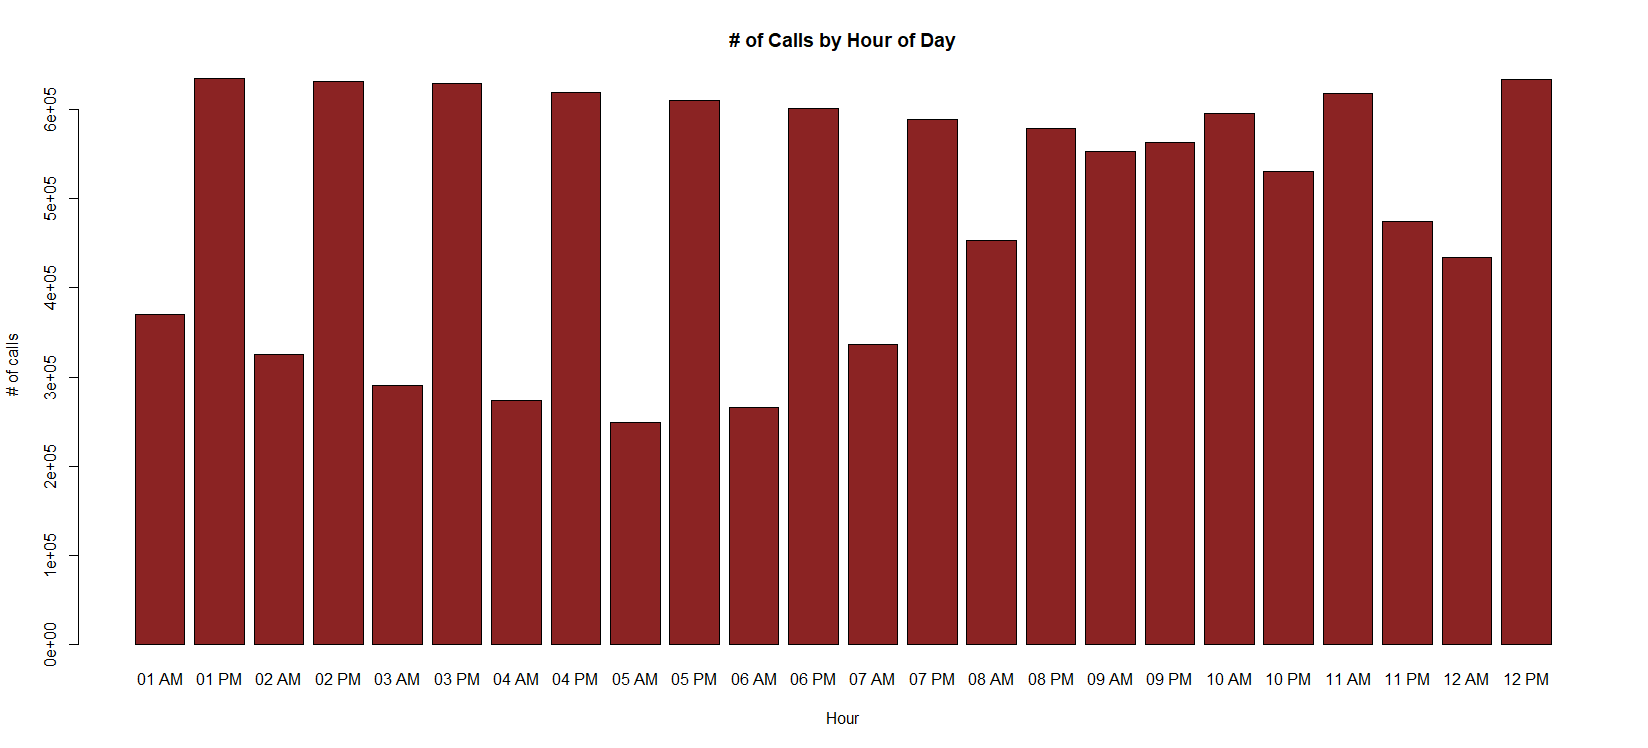 # of Calls by Hour of Day
# of calls
6e+05
5e+05
4e+05
3e+05
2e+05
1e+05
0e+00
01 AM 01 PM 02 AM 02 PM 03 AM 03 PM 04 AM 04 PM 05 AM 05 PM 06 AM 06 PM 07 AM 07 PM 08 AM 08 PM 09 AM 09 PM 10 AM 10 PM 11 AM 11 PM 12 AM 12 PM
Hour